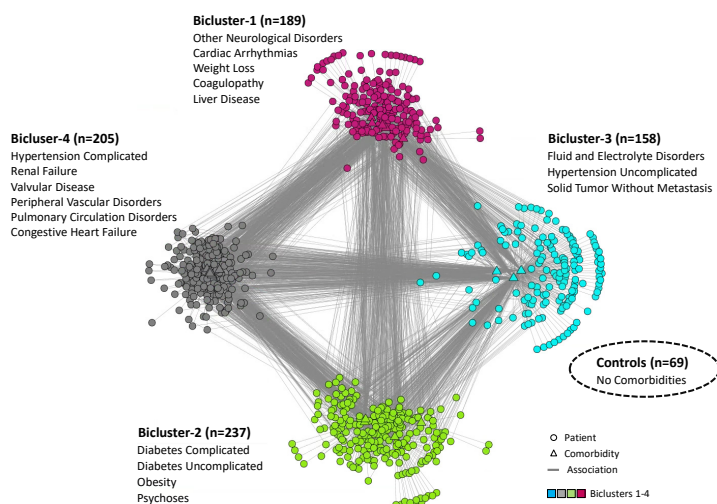 Bicluster-1 (n=189)
Other Neurological Disorders
Cardiac Arrhythmias
Weight Loss
Coagulopathy
Liver Disease
Bicluser-4 (n=205)
Hypertension Complicated
Renal Failure
Valvular Disease
Peripheral Vascular Disorders
Pulmonary Circulation Disorders
Congestive Heart Failure
Bicluster-3 (n=158)
Fluid and Electrolyte Disorders
Hypertension Uncomplicated
Solid Tumor Without Metastasis
Controls (n=69)
No Comorbidities
Bicluster-2 (n=237)
Diabetes Complicated
Diabetes Uncomplicated
Obesity
Psychoses
Patient
Comorbidity
Association
Biclusters 1-4